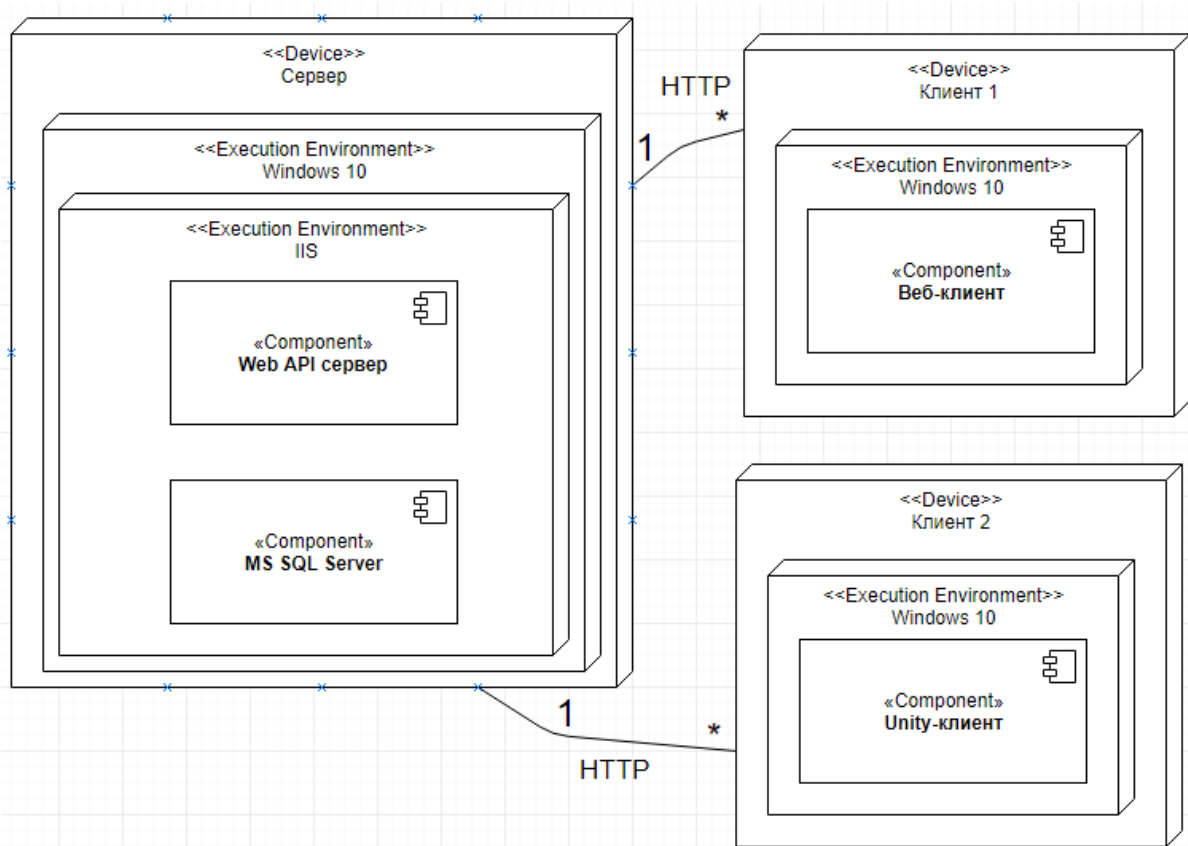 <<Device>>
Сервер
<<Execution Environment>>
Windows 10
<<Execution Environment>>
IIS
«Component»
Web API сервер
«Component»
MS SQL Server
HTTP
1
*
<<Device>>
Клиент 1
<<Execution Environment>>
Windows 10
«Component»
Веб-клиент
1
*
HTTP
<<Device>>
Клиент 2
<<Execution Environment>>
Windows 10
«Component»
Unity-клиент